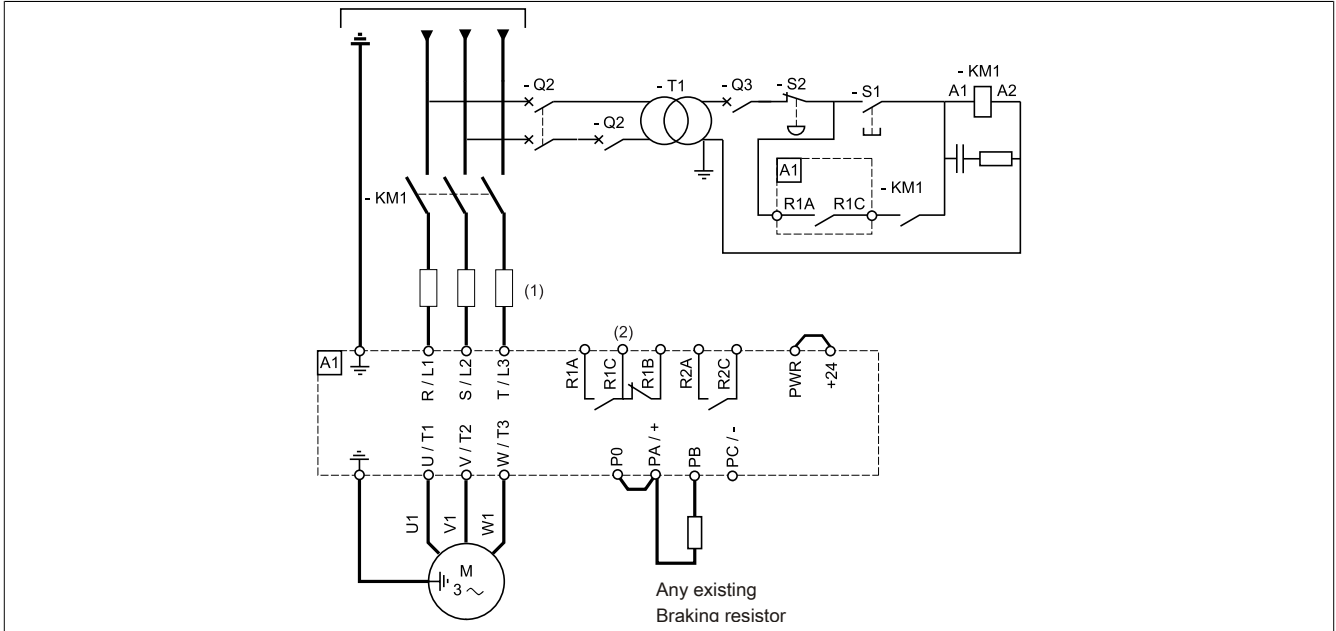 - Q2
- T1
- Q3
- S2
- S1
- KM1
A1
A2
- Q2
A1
- KM1
R1A
R1C
- KM1
(1)
(2)
A1
R / L1
S / L2
T / L3
R1A
R1C
R1B
R2A
R2C
PWR
+24
U / T1
V / T2
W / T3
P0
PA / +
PB
PC / -
U1
V1
W1
M
3 ~
Any existing
Braking resistor